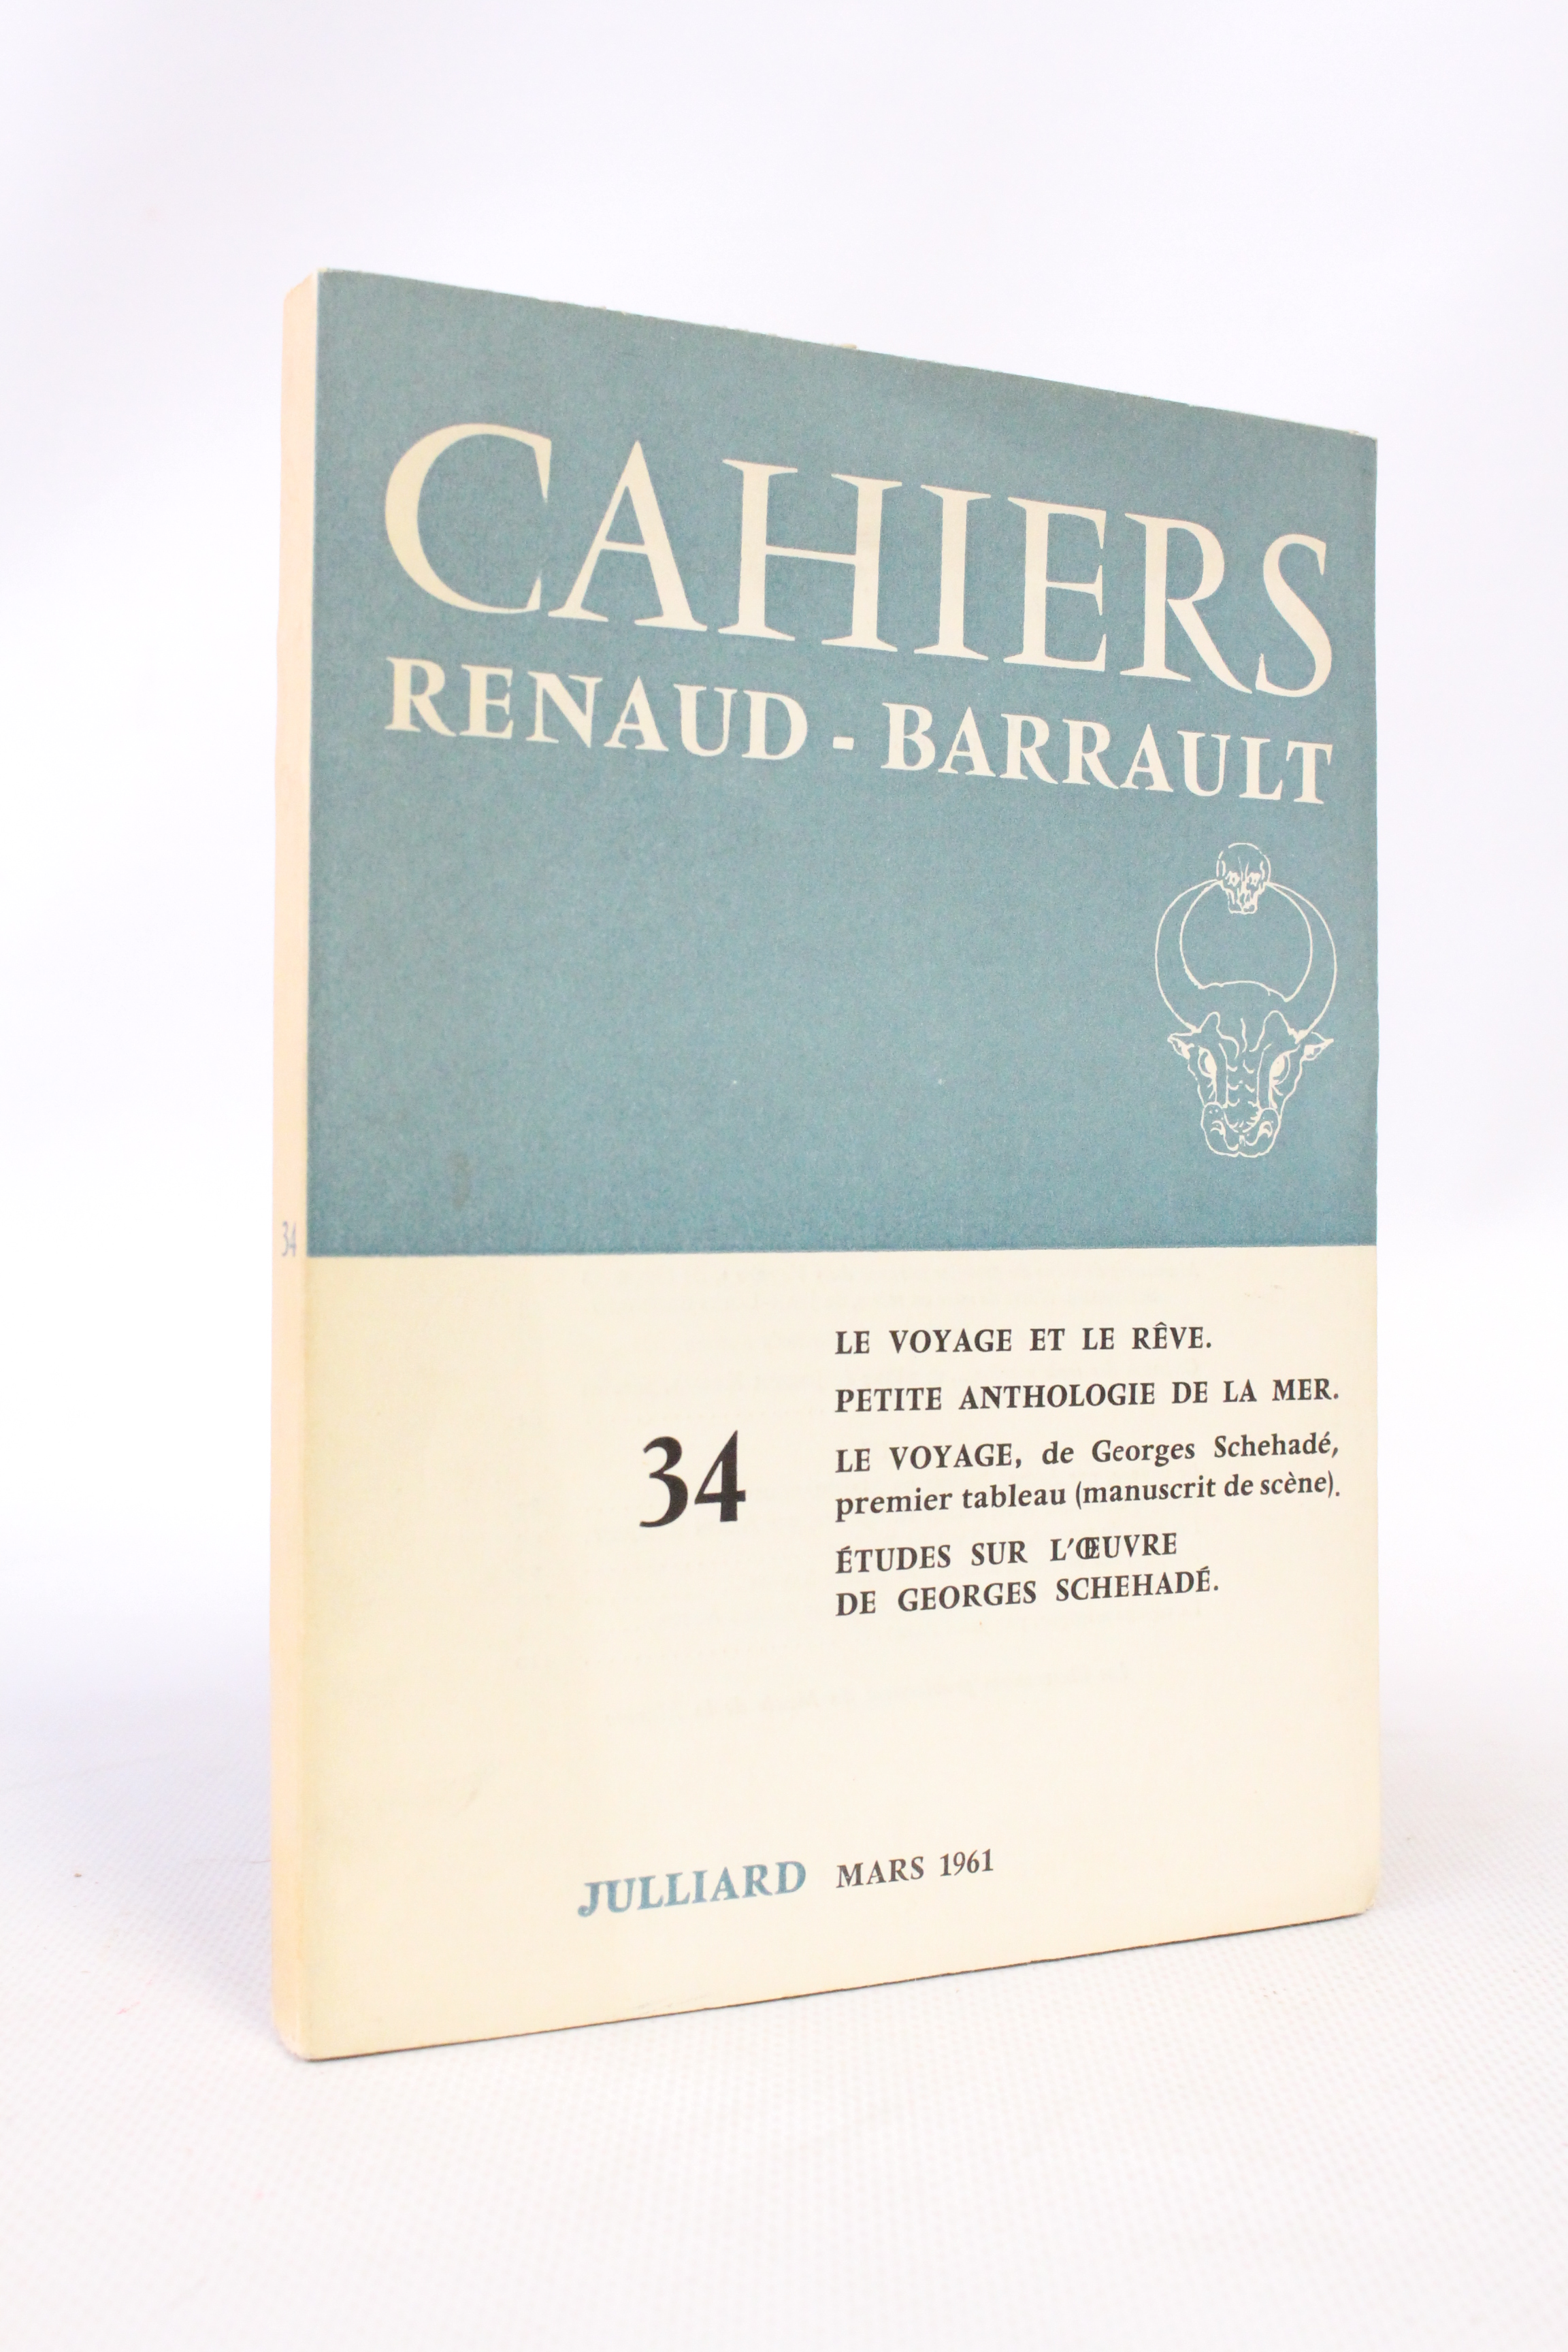 CAHIERS
RENAUD - BARRAULT
34
LE VOYAGE ET LE RÊVE.
PETITE ANTHOLOGIE DE LA MER.
LE VOYAGE, de Georges Schehadé,
premier tableau (manuscrit de scène).
ÉTUDES SUR L'ŒUVRE
DE GEORGES SCHEHADÉ.
34
JULLIARD MARS 1961